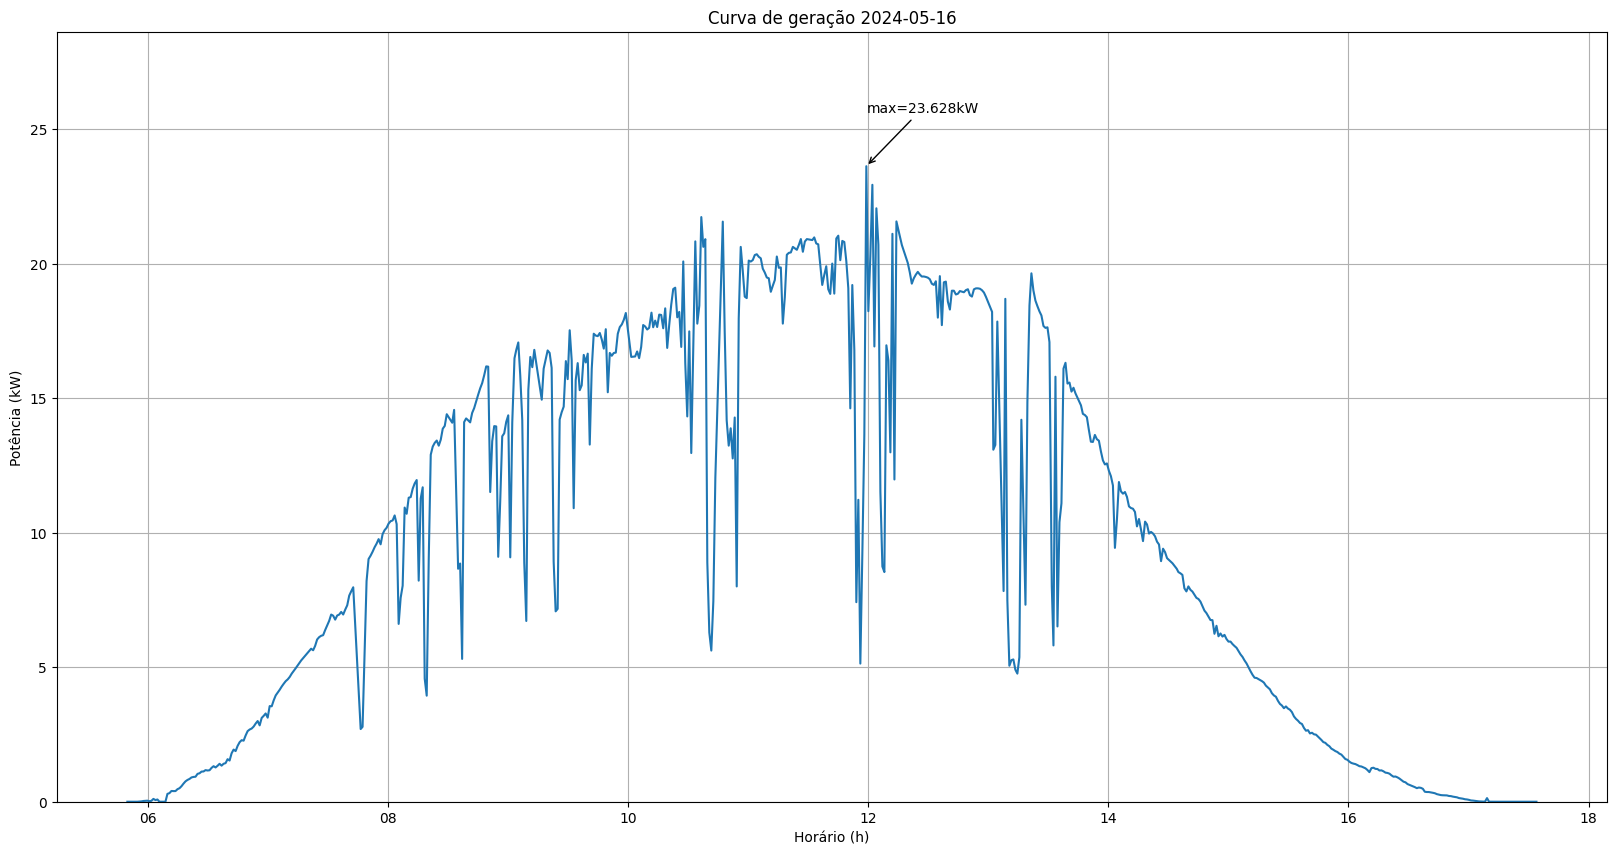 Curva de geração 2024-05-16
max=23.628kW
25
20
15
10
5
0
Potência (kW)
06 08 10 12 14 16 18
Horário (h)